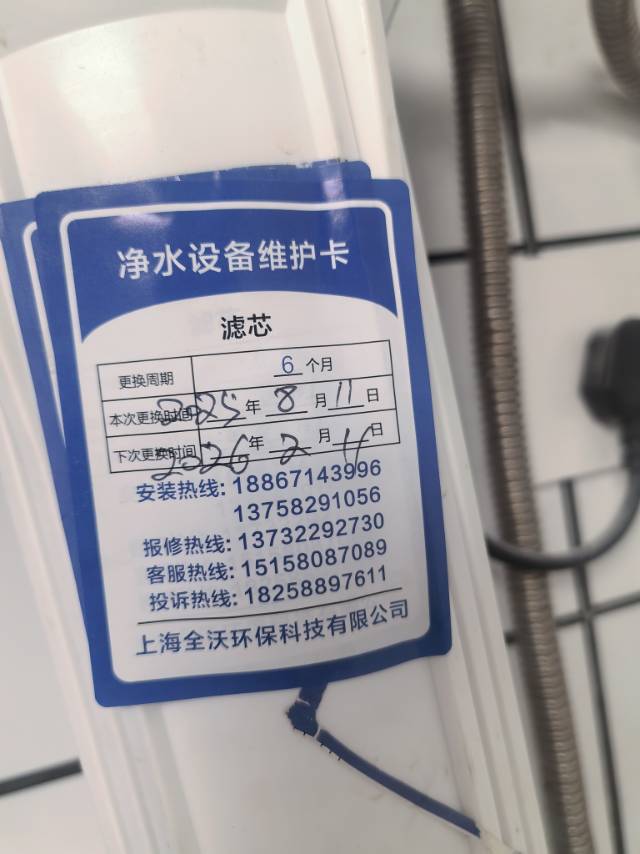 净水设备维护卡
滤芯
更换周期 6 个月
本次更换时间 2025 年 8 月 11 日
下次更换时间 2026 年 2 月 11 日
安装热线: 18867143996
13758291056
报修热线: 13732292730
客服热线: 15158087089
投诉热线: 18258897611
上海全沃环保科技有限公司